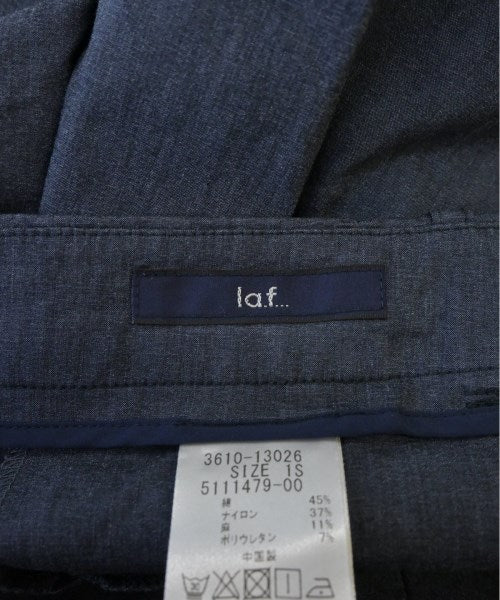 la.f...
3610-13026
SIZE 1S
5111479-00
綿 45%
ナイロン 37%
麻 11%
ポリウレタン 7%
中国製